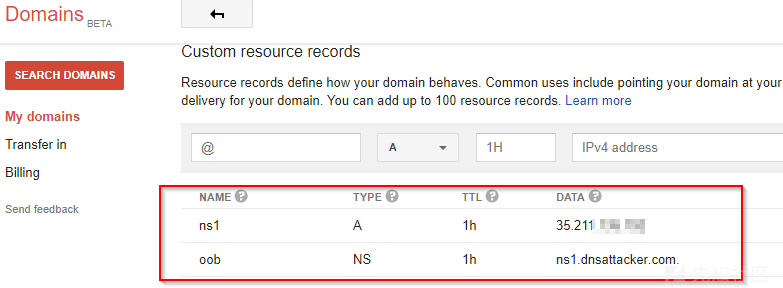 Domains BETA
SEARCH DOMAINS
My domains
Transfer in
Billing
Send feedback
Custom resource records
Resource records define how your domain behaves. Common uses include pointing your domain at your
delivery for your domain. You can add up to 100 resource records. Learn more
@ A 1H IPv4 address
NAME ? TYPE ? TTL ? DATA ?
ns1 A 1h 35.211
oob NS 1h ns1.dnsattacker.com.